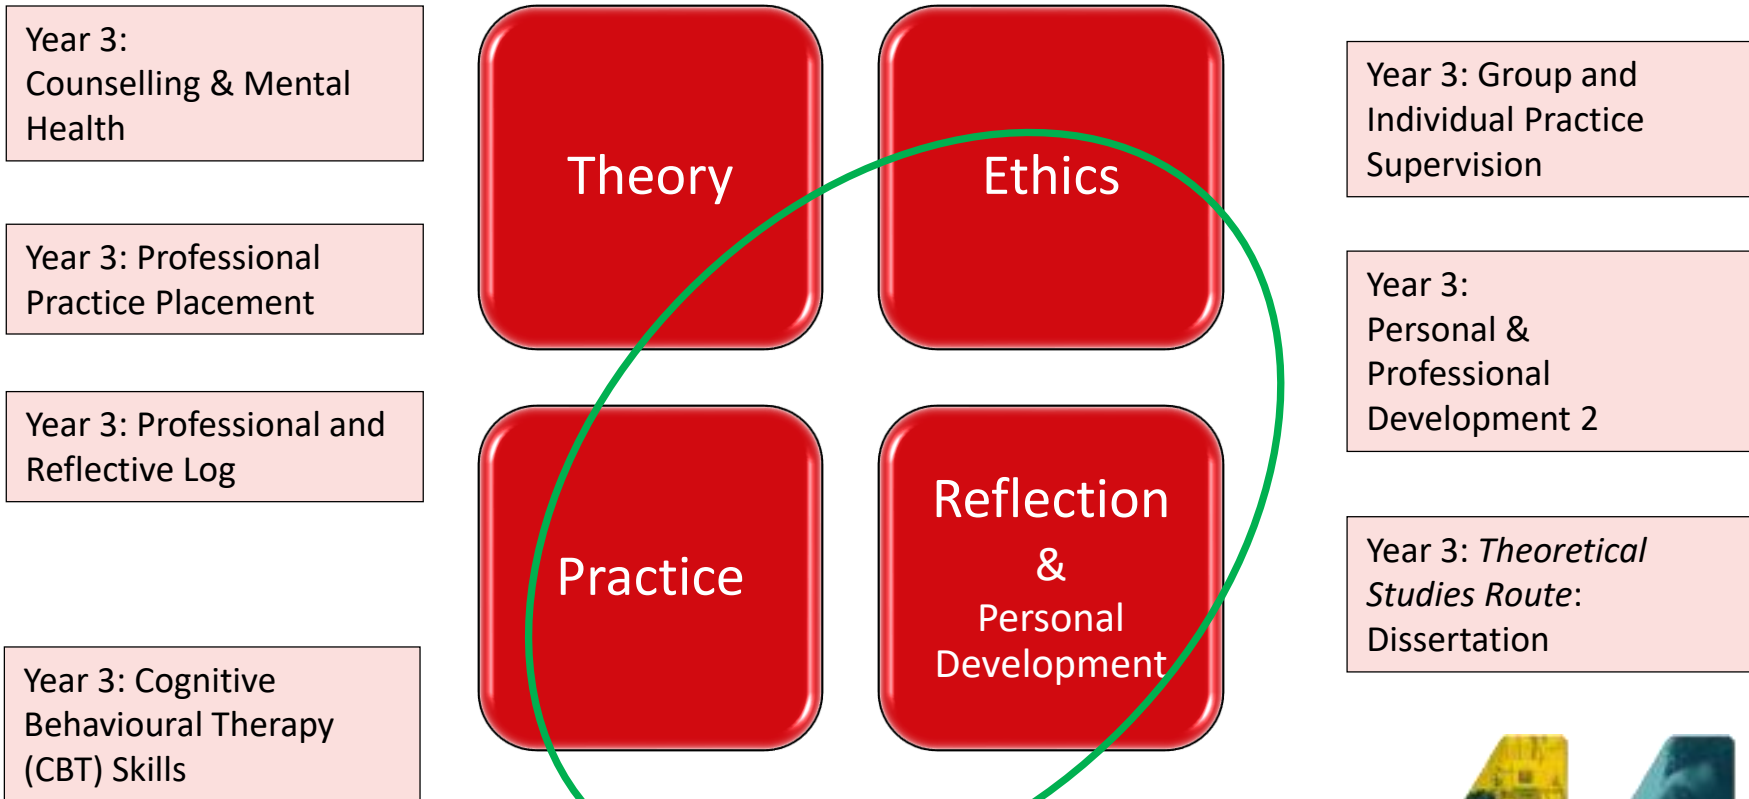 Year 3:
Counselling & Mental
Health
Year 3: Professional
Practice Placement
Year 3: Professional and
Reflective Log
Year 3: Cognitive
Behavioural Therapy
(CBT) Skills
Theory
Ethics
Practice
Reflection
&
Personal
Development
Year 3: Group and
Individual Practice
Supervision
Year 3:
Personal &
Professional
Development 2
Year 3: Theoretical
Studies Route:
Dissertation